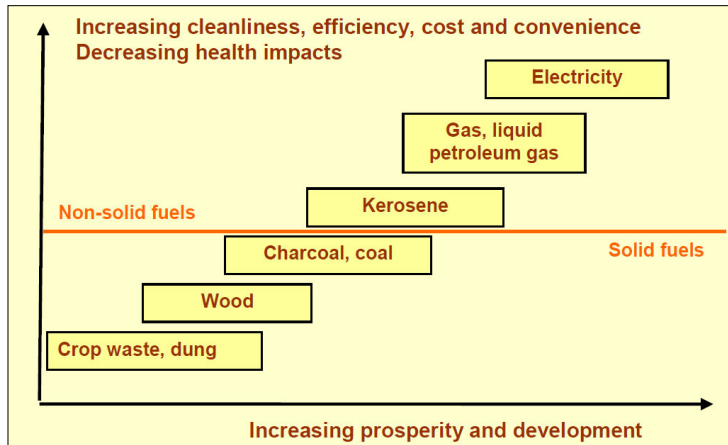 Increasing cleanliness, efficiency, cost and convenience
Decreasing health impacts
Electricity
Gas, liquid
petroleum gas
Kerosene
Non-solid fuels
Solid fuels
Charcoal, coal
Wood
Crop waste, dung
Increasing prosperity and development